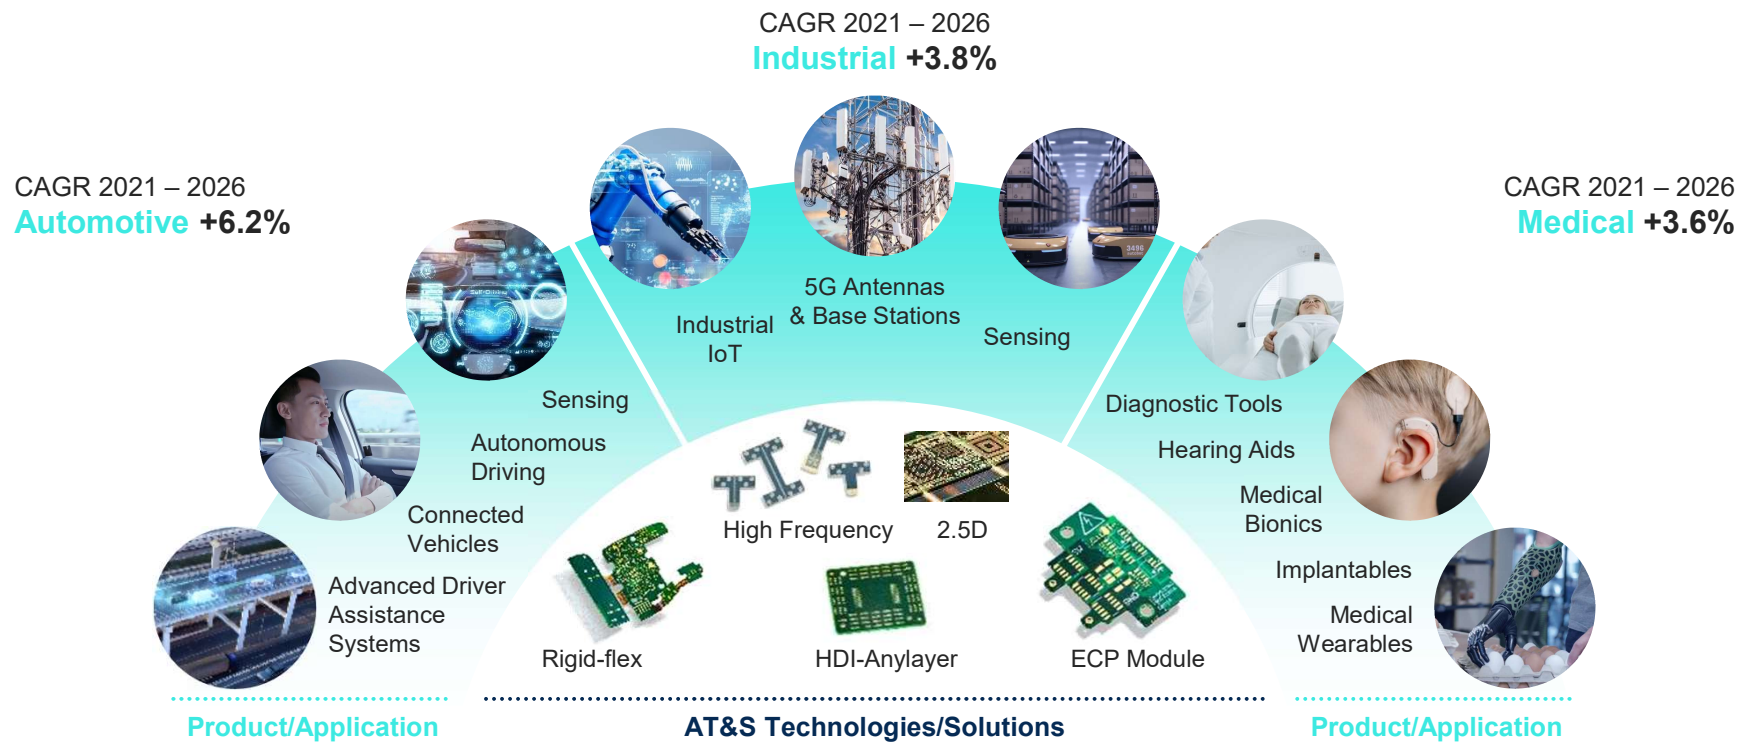 CAGR 2021 – 2026
Industrial +3.8%
CAGR 2021 – 2026
Automotive +6.2%
CAGR 2021 – 2026
Medical +3.6%
5G Antennas
& Base Stations
Industrial
IoT
Sensing
Sensing
Autonomous
Driving
Connected
Vehicles
Advanced Driver
Assistance
Systems
Diagnostic Tools
Hearing Aids
Medical
Bionics
Implantables
Medical
Wearables
High Frequency
2.5D
Rigid-flex
HDI-Anylayer
ECP Module
Product/Application
AT&S Technologies/Solutions
Product/Application
3496